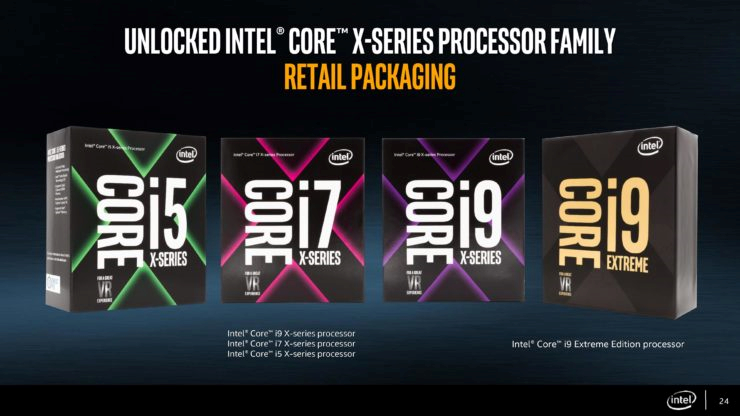 UNLOCKED INTEL® CORE™ X-SERIES PROCESSOR FAMILY
RETAIL PACKAGING
Intel® Core™ i5 X-series Processor
intel
CORE i5
X-SERIES
FOR A GREAT
VR
EXPERIENCE
Intel® Core™ i7 X-series Processor
intel
CORE i7
X-SERIES
FOR A GREAT
VR
EXPERIENCE
Intel® Core™ i9 X-series Processor
intel
CORE i9
X-SERIES
FOR A GREAT
VR
EXPERIENCE
intel
CORE i9
EXTREME
FOR A GREAT
VR
EXPERIENCE
Intel® Core™ i9 X-series processor
Intel® Core™ i7 X-series processor
Intel® Core™ i5 X-series processor
Intel® Core™ i9 Extreme Edition processor
intel
24